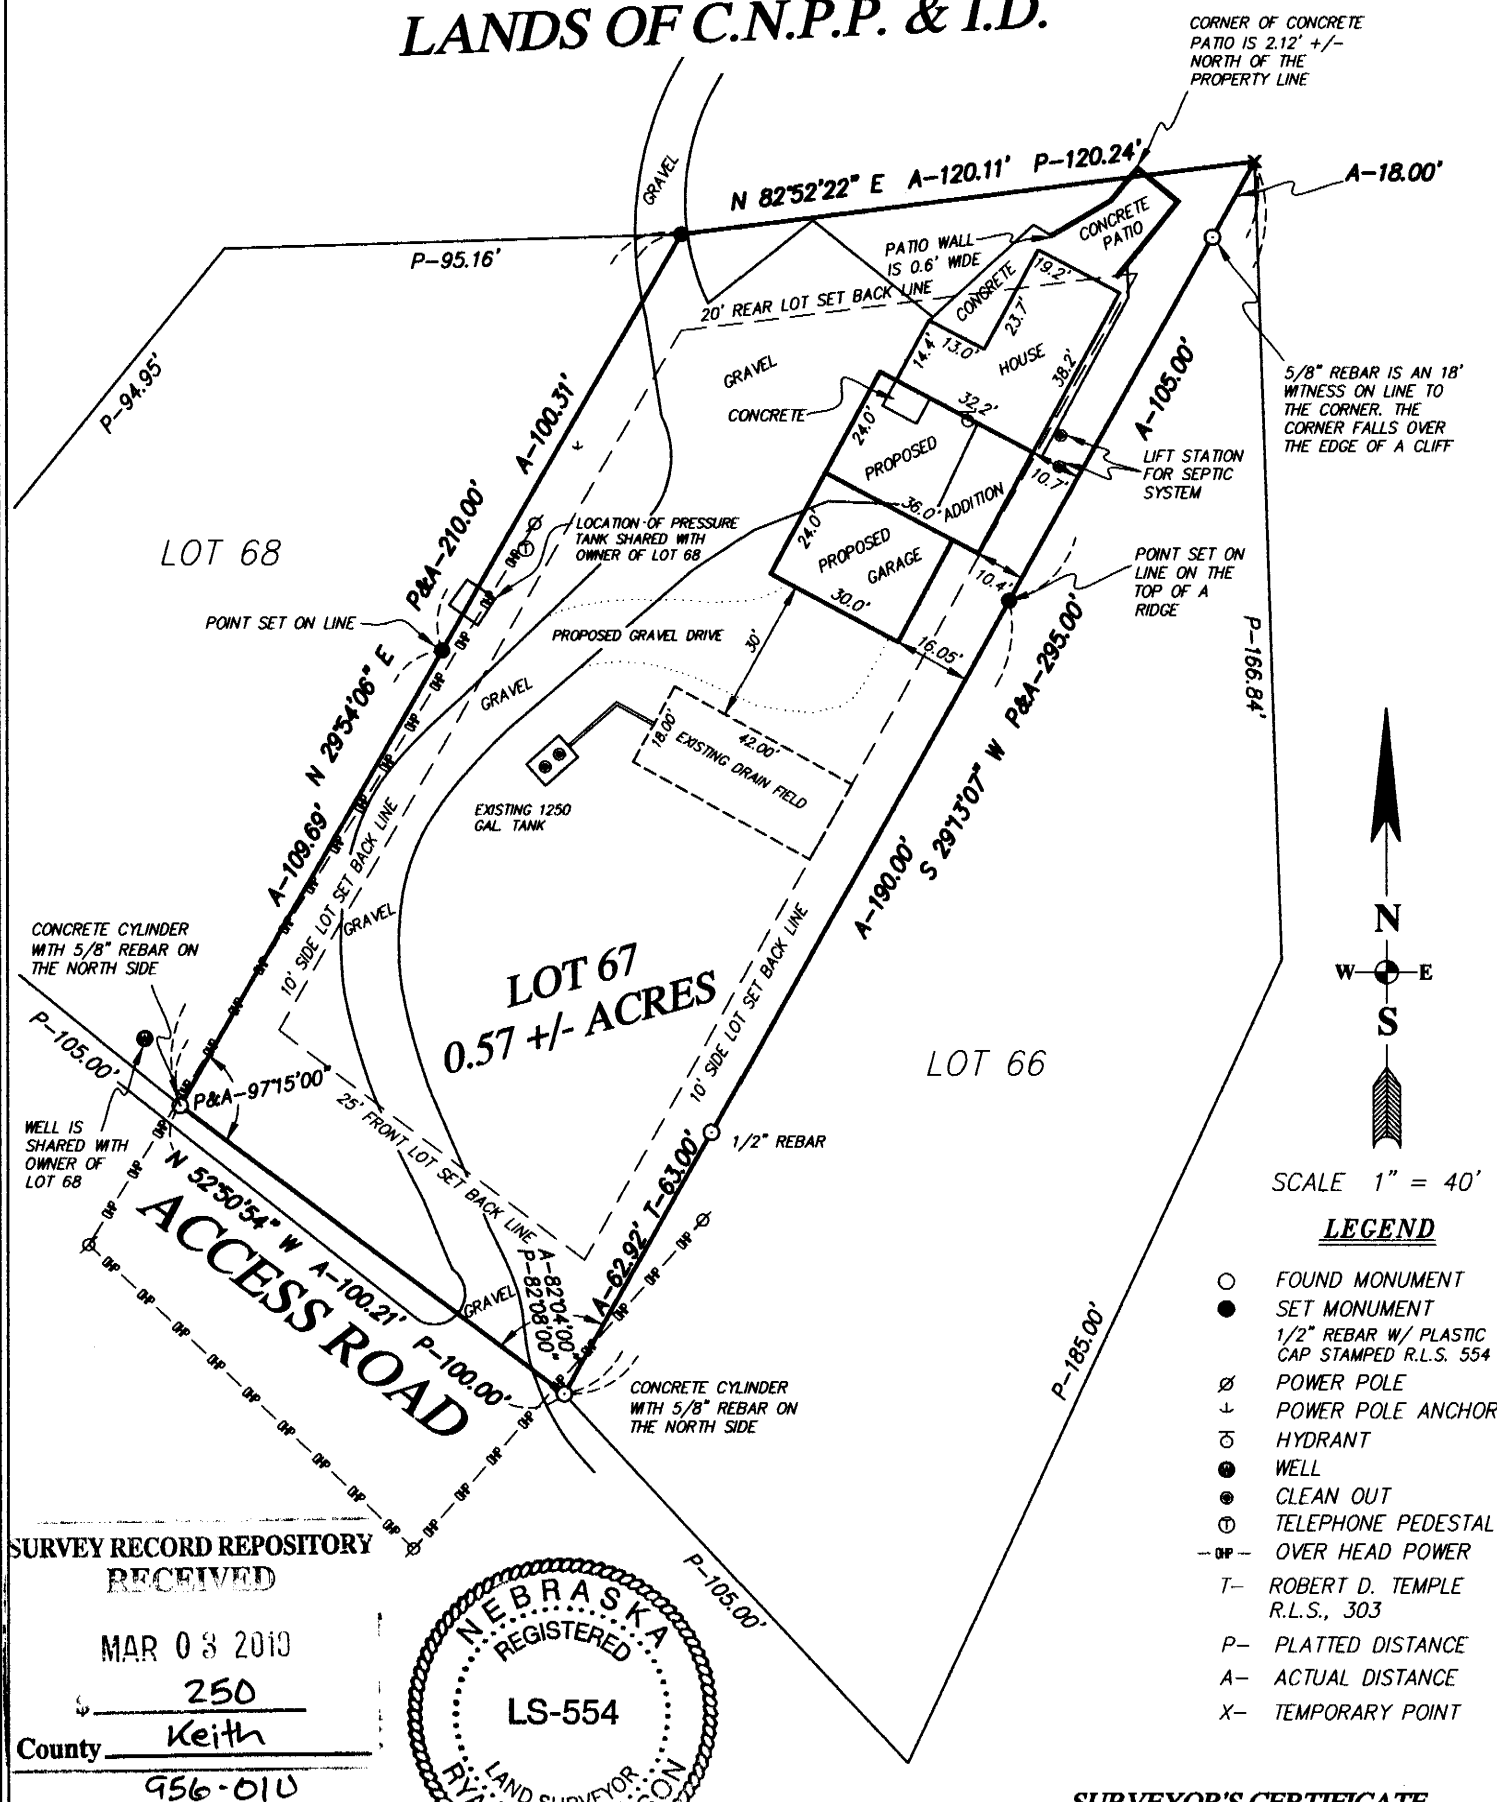 LANDS OF C.N.P.P. & I.D.
CORNER OF CONCRETE
PATIO IS 2.12' +/-
NORTH OF THE
PROPERTY LINE
GRAVEL
N 82°52'22" E A-120.11' P-120.24'
A-18.00'
P-95.16'
PATIO WALL
IS 0.6' WIDE
CONCRETE
PATIO
20' REAR LOT SET BACK LINE
CONCRETE
19.2'
23.7'
13.0'
14.4'
HOUSE
38.2'
P-94.95'
A-100.31'
GRAVEL
CONCRETE
32.2'
24.0'
PROPOSED
ADDITION
36.0'
10.7'
A-105.00'
5/8" REBAR IS AN 18'
WITNESS ON LINE TO
THE CORNER. THE
CORNER FALLS OVER
THE EDGE OF A CLIFF
LIFT STATION
FOR SEPTIC
SYSTEM
LOT 68
P&A-210.00'
LOCATION OF PRESSURE
TANK SHARED WITH
OWNER OF LOT 68
24.0'
PROPOSED
GARAGE
30.0'
10.4'
16.05'
POINT SET ON
LINE ON THE
TOP OF A
RIDGE
POINT SET ON LINE
PROPOSED GRAVEL DRIVE
30'
P-166.84'
N 29°54'06" E
GRAVEL
18.00'
42.00'
EXISTING DRAIN FIELD
S 29°13'07" W P&A-295.00'
EXISTING 1250
GAL. TANK
A-109.69'
10' SIDE LOT SET BACK LINE
GRAVEL
A-190.00'
CONCRETE CYLINDER
WITH 5/8" REBAR ON
THE NORTH SIDE
LOT 67
0.57 +/- ACRES
10' SIDE LOT SET BACK LINE
LOT 66
N
W E
S
P-105.00'
P&A-97°15'00"
25' FRONT LOT SET BACK LINE
WELL IS
SHARED WITH
OWNER OF
LOT 68
1/2" REBAR
N 52°50'54" W A-100.21' P-100.00'
ACCESS ROAD
GRAVEL
A-82°04'00"
P-82°08'00"
A-62.92' T-63.00'
CONCRETE CYLINDER
WITH 5/8" REBAR ON
THE NORTH SIDE
P-185.00'
P-105.00'
OHP
SCALE 1" = 40'
LEGEND
FOUND MONUMENT
SET MONUMENT
1/2" REBAR W/ PLASTIC
CAP STAMPED R.L.S. 554
POWER POLE
POWER POLE ANCHOR
HYDRANT
WELL
CLEAN OUT
TELEPHONE PEDESTAL
OHP OVER HEAD POWER
T- ROBERT D. TEMPLE
R.L.S., 303
P- PLATTED DISTANCE
A- ACTUAL DISTANCE
X- TEMPORARY POINT
SURVEY RECORD REPOSITORY
RECEIVED
MAR 03 2010
$ 250
County Keith
956-010
NEBRASKA
REGISTERED
LS-554
LAND SURVEYOR
SURVEYOR'S CERTIFICATE